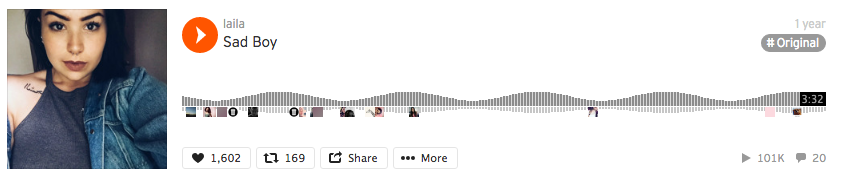 laila
1 year
Sad Boy
# Original
3:32
1,602
169
Share
More
101K
20